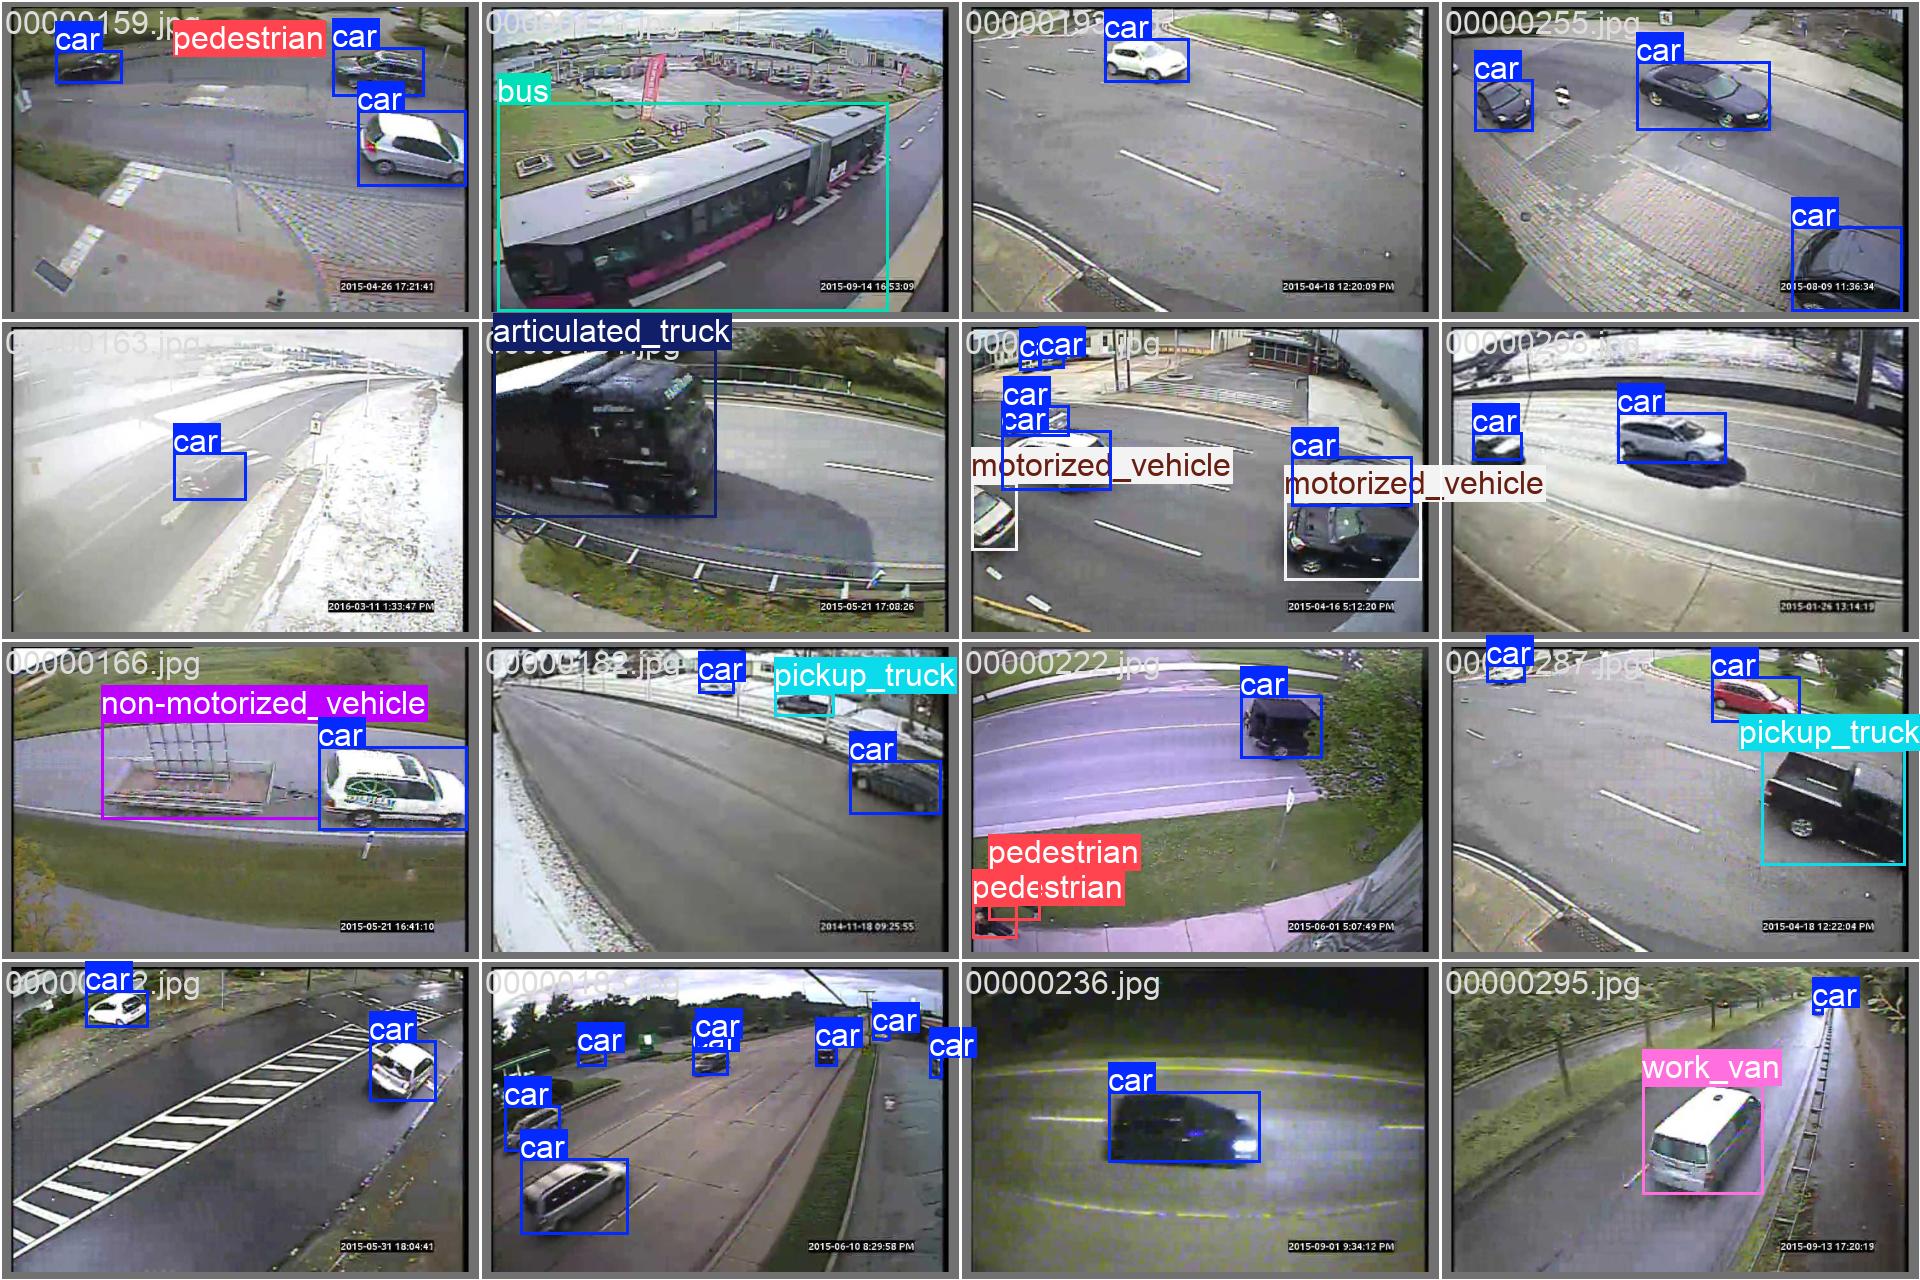 car
pedestrian
car
car
2015-04-26 17:21:41
bus
car
2015-04-18 12:20:09 PM
00000255.jpg
car
car
car
2015-08-09 11:36:34
00000163.jpg
car
2016-03-11 1:33:47 PM
articulated_truck
2015-05-21 17:08:26
car
car
car
car
motorized_vehicle
motorized_vehicle
2015-04-16 5:12:20 PM
00000268.jpg
car
car
2015-01-26 13:14:19
00000166.jpg
non-motorized_vehicle
car
2015-05-21 16:41:10
00000182.jpg
car
pickup_truck
car
2014-11-18 09:25:55
00000222.jpg
car
pedestrian
pedestrian
2015-06-01 5:07:49 PM
car
car
pickup_truck
2015-04-18 12:22:04 PM
car
car
2015-05-31 18:04:41
car
car
car
car
car
car
car
2015-06-10 8:29:58 PM
00000236.jpg
car
2015-09-01 9:34:12 PM
00000295.jpg
car
work_van
2015-09-13 17:20:19